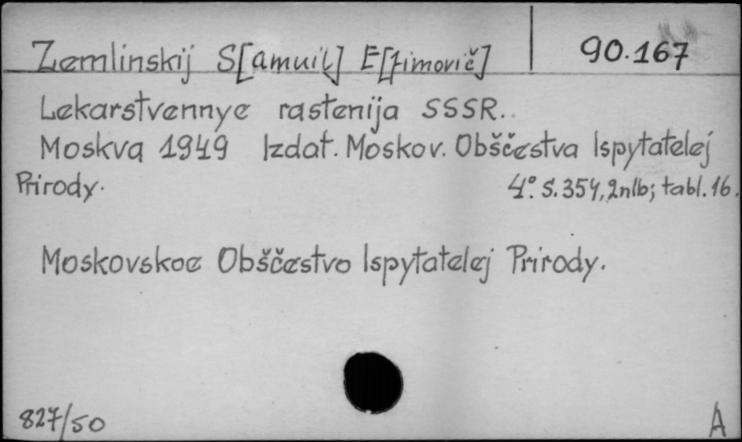 Zemlinskij S[amuil] E[fimovič] 90.167
Lekarstvennye rastenija SSSR.
Moskva 1949 Izdat. Moskov. Obščestva Ispytatelej
Prirody. 4° S. 354, 2nlb; tabl. 16.
Moskovskoe Obščestvo Ispytatelej Prirody.
827/50 A